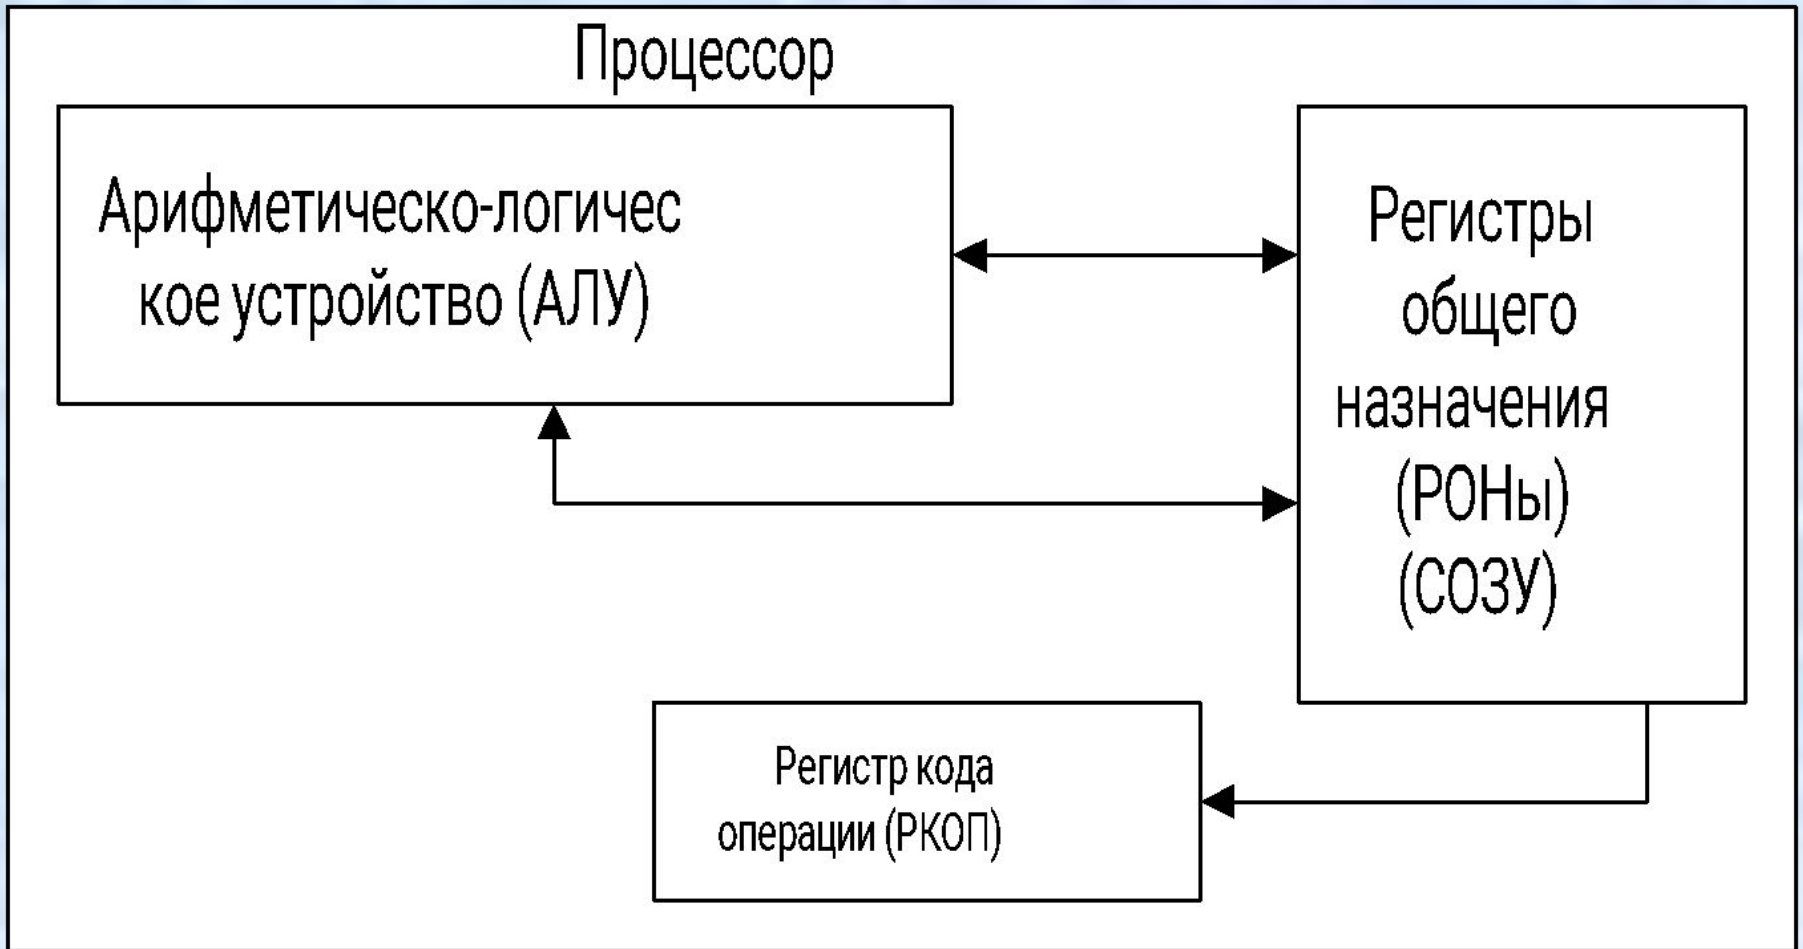 Процессор
Арифметическо-логичес
кое устройство (АЛУ)
Регистры
общего
назначения
(РОНы)
(СОЗУ)
Регистр кода
операции (РКОП)